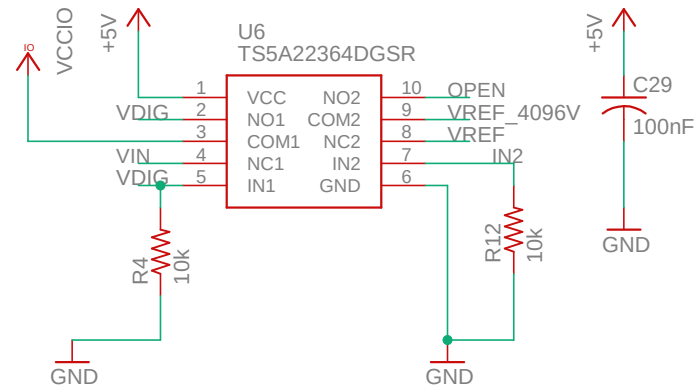 IO
VCCIO
+5V
U6
TS5A22364DGSR
1 VCC
2 NO1
3 COM1
4 NC1
5 IN1
NO2 10
COM2 9
NC2 8
IN2 7
GND 6
VDIG
VIN
VDIG
OPEN
VREF_4096V
VREF
IN2
R4
10k
GND
R12
10k
GND
+5V
C29
100nF
GND